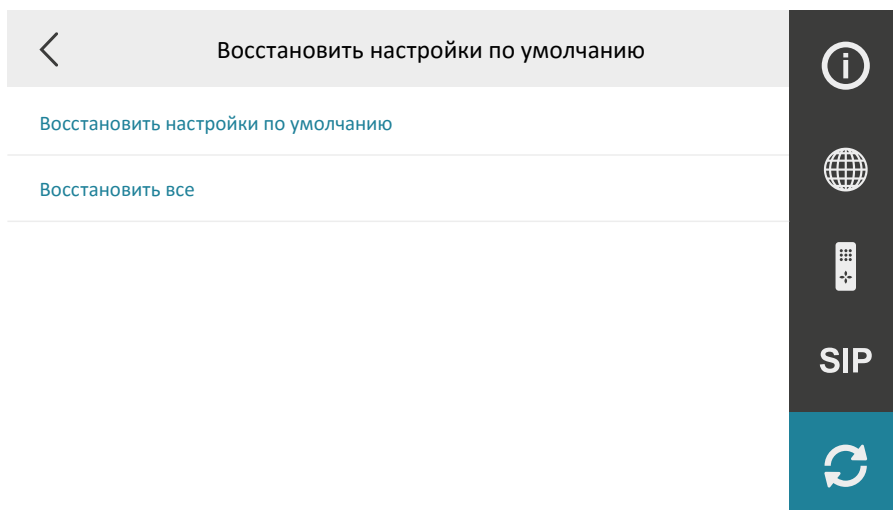 Восстановить настройки по умолчанию
Восстановить настройки по умолчанию
Восстановить все
SIP